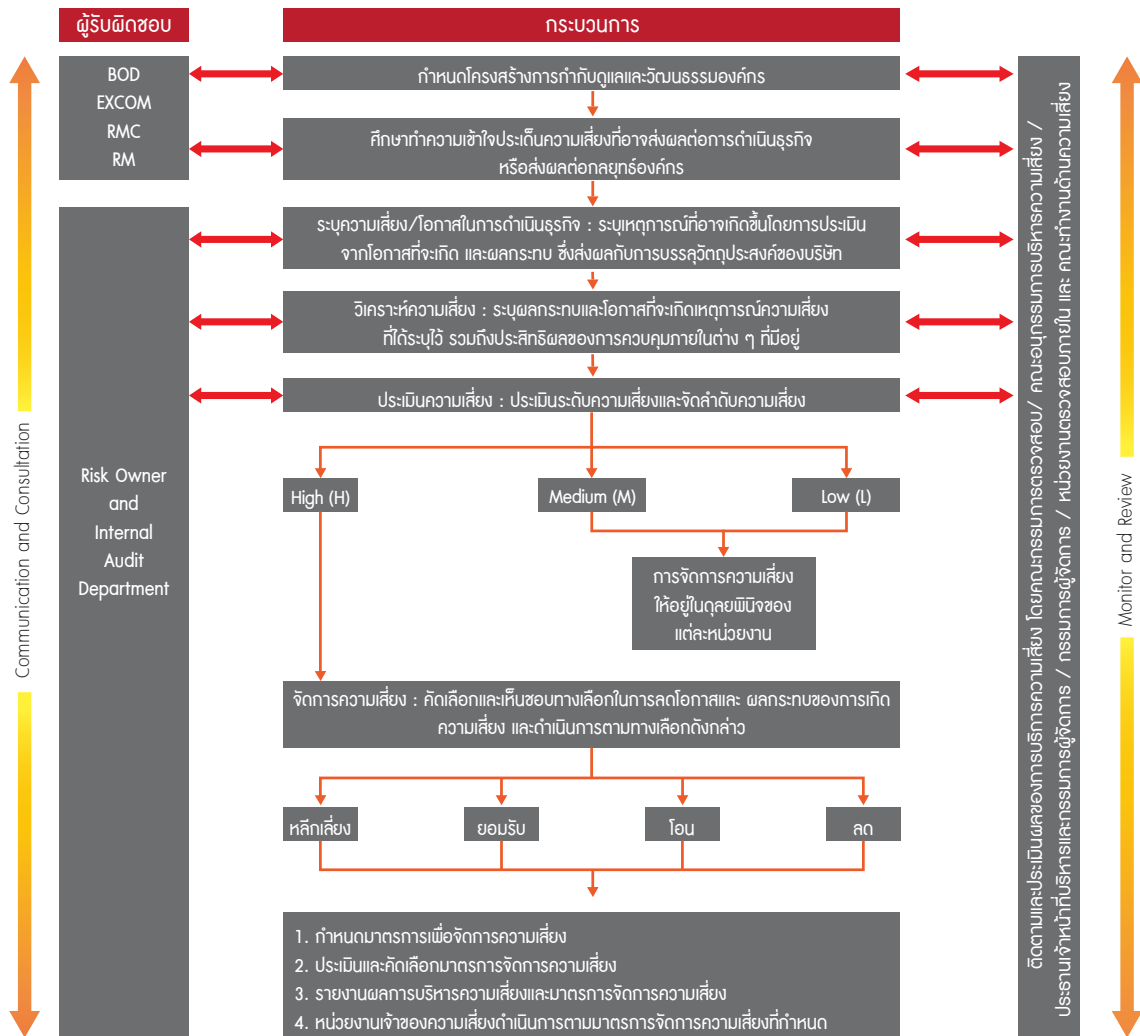 ผู้รับผิดชอบ
กระบวนการ
BOD
EXCOM
RMC
RM
กำหนดโครงสร้างการกำกับดูแลและวัฒนธรรมองค์กร
ศึกษาทำความเข้าใจประเด็นความเสี่ยงที่อาจส่งผลต่อการดำเนินธุรกิจ
หรือส่งผลต่อกลยุทธ์องค์กร
ระบุความเสี่ยง/โอกาสในการดำเนินธุรกิจ : ระบุเหตุการณ์ที่อาจเกิดขึ้นโดยการประเมิน
จากโอกาสที่จะเกิด และผลกระทบ ซึ่งส่งผลกับการบรรลุวัตถุประสงค์ของบริษัท
วิเคราะห์ความเสี่ยง : ระบุผลกระทบและโอกาสที่จะเกิดเหตุการณ์ความเสี่ยง
ที่ได้ระบุไว้ รวมถึงประสิทธิผลของการควบคุมภายในต่าง ๆ ที่มีอยู่
ประเมินความเสี่ยง : ประเมินระดับความเสี่ยงและจัดลำดับความเสี่ยง
Risk Owner
and
Internal
Audit
Department
High (H)
Medium (M)
Low (L)
การจัดการความเสี่ยง
ให้อยู่ในดุลยพินิจของ
แต่ละหน่วยงาน
จัดการความเสี่ยง : คัดเลือกและเห็นชอบทางเลือกในการลดโอกาสและ ผลกระทบของการเกิด
ความเสี่ยง และดำเนินการตามทางเลือกดังกล่าว
หลีกเลี่ยง
ยอมรับ
โอน
ลด
1. กำหนดมาตรการเพื่อจัดการความเสี่ยง
2. ประเมินและคัดเลือกมาตรการจัดการความเสี่ยง
3. รายงานผลการบริหารความเสี่ยงและมาตรการจัดการความเสี่ยง
4. หน่วยงานเจ้าของความเสี่ยงดำเนินการตามมาตรการจัดการความเสี่ยงที่กำหนด
Communication and Consultation
ติดตามและประเมินผลของการบริการความเสี่ยง โดยคณะกรรมการตรวจสอบ/ คณะอนุกรรมการบริหารความเสี่ยง /
ประธานเจ้าหน้าที่บริหารและกรรมการผู้จัดการ / กรรมการผู้จัดการ / หน่วยงานตรวจสอบภายใน และ คณะทำงานด้านความเสี่ยง
Monitor and Review